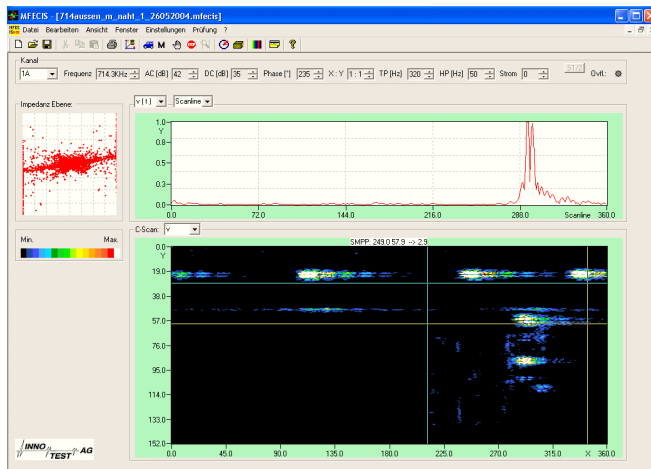 MFECIS - [714aussen_m_naht_1_26052004.mfecis]
Datei Bearbeiten Ansicht Fenster Einstellungen Prüfung ?
M
Kanal
1A Frequenz 714.3KHz AC (dB) 42 DC (dB) 35 Phase (°) 235 X : Y 1 : 1 TP (Hz) 320 HP (Hz) 50 Strom 0 ST/2 Ovfl.:
Impedanz Ebene:
v ( t ) Scanline
1.0
Y
0.8
0.5
0.3
0.0
0.0 72.0 144.0 216.0 288.0 Scanline 360.0
Min. Max.
C-Scan: v
SMPP: 249.0 57.9 --> 2.9
0.0
Y
19.0
38.0
57.0
76.0
95.0
114.0
133.0
152.0
0.0 45.0 90.0 135.0 180.0 225.0 270.0 315.0 X 360.0
INNO TEST AG